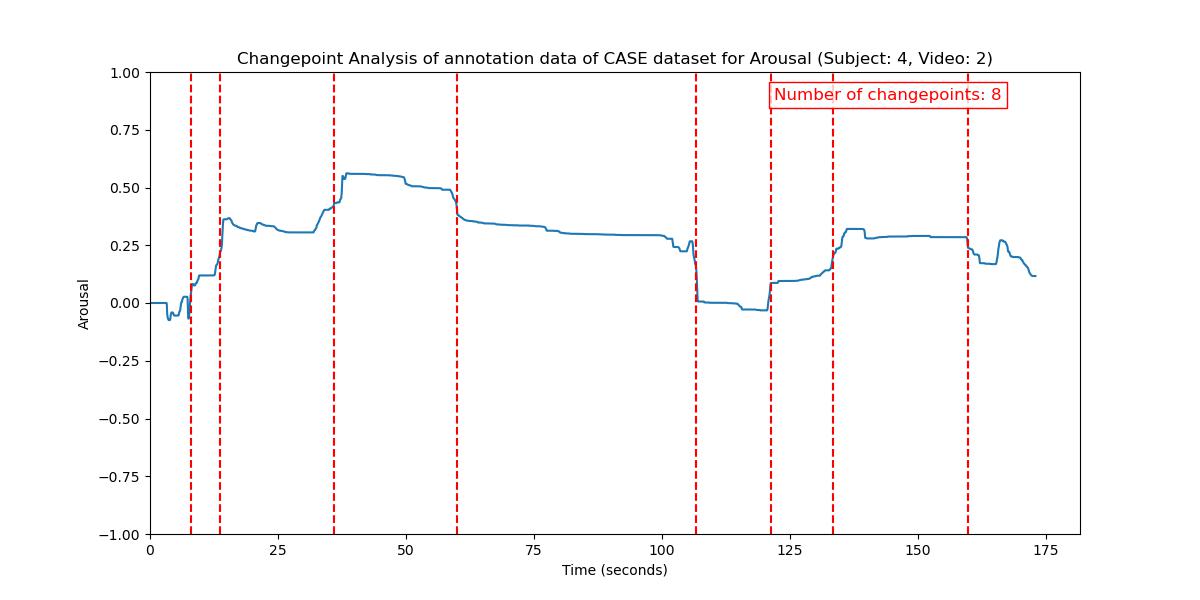 Changepoint Analysis of annotation data of CASE dataset for Arousal (Subject: 4, Video: 2)
Number of changepoints: 8
1.00
0.75
0.50
0.25
0.00
−0.25
−0.50
−0.75
−1.00
Arousal
0 25 50 75 100 125 150 175
Time (seconds)